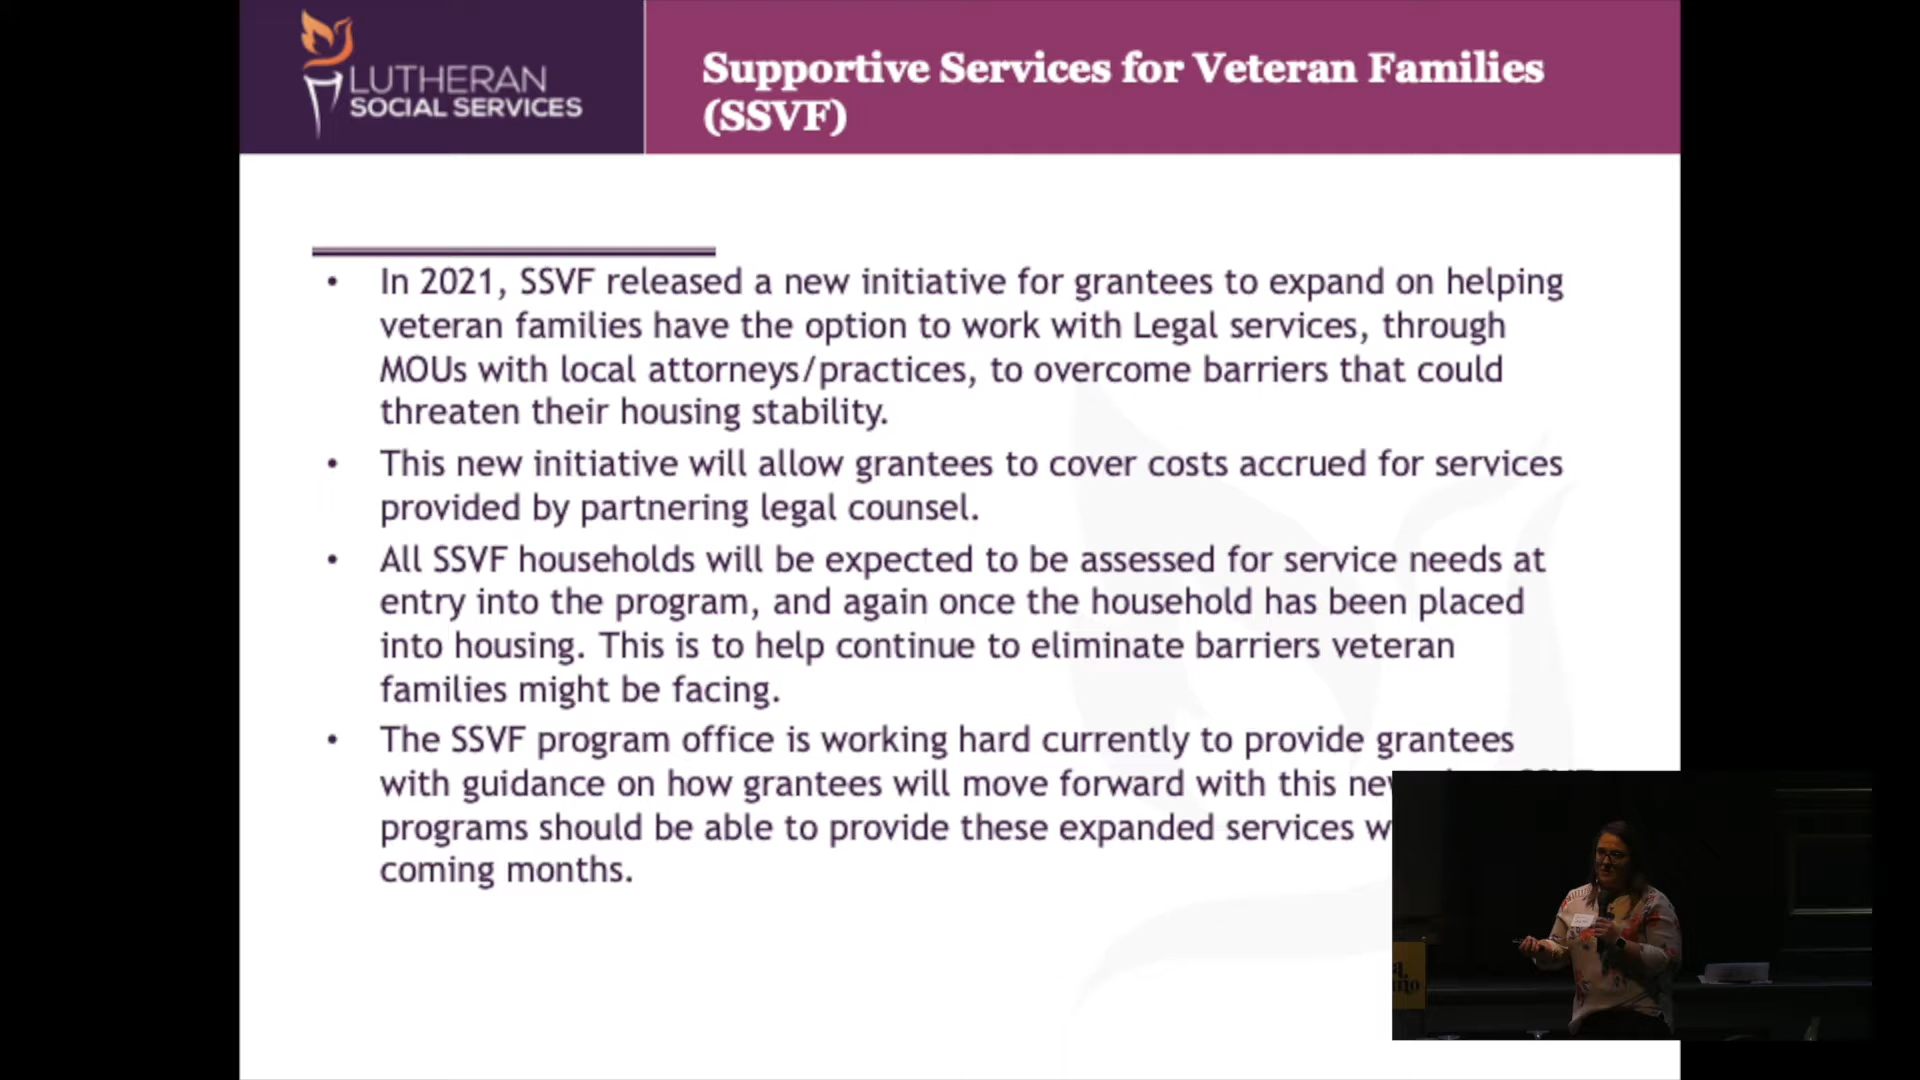 LUTHERAN
SOCIAL SERVICES
Supportive Services for Veteran Families
(SSVF)
• In 2021, SSVF released a new initiative for grantees to expand on helping
veteran families have the option to work with Legal services, through
MOUs with local attorneys/practices, to overcome barriers that could
threaten their housing stability.
• This new initiative will allow grantees to cover costs accrued for services
provided by partnering legal counsel.
• All SSVF households will be expected to be assessed for service needs at
entry into the program, and again once the household has been placed
into housing. This is to help continue to eliminate barriers veteran
families might be facing.
• The SSVF program office is working hard currently to provide grantees
with guidance on how grantees will move forward with this
programs should be able to provide these expanded services
coming months.